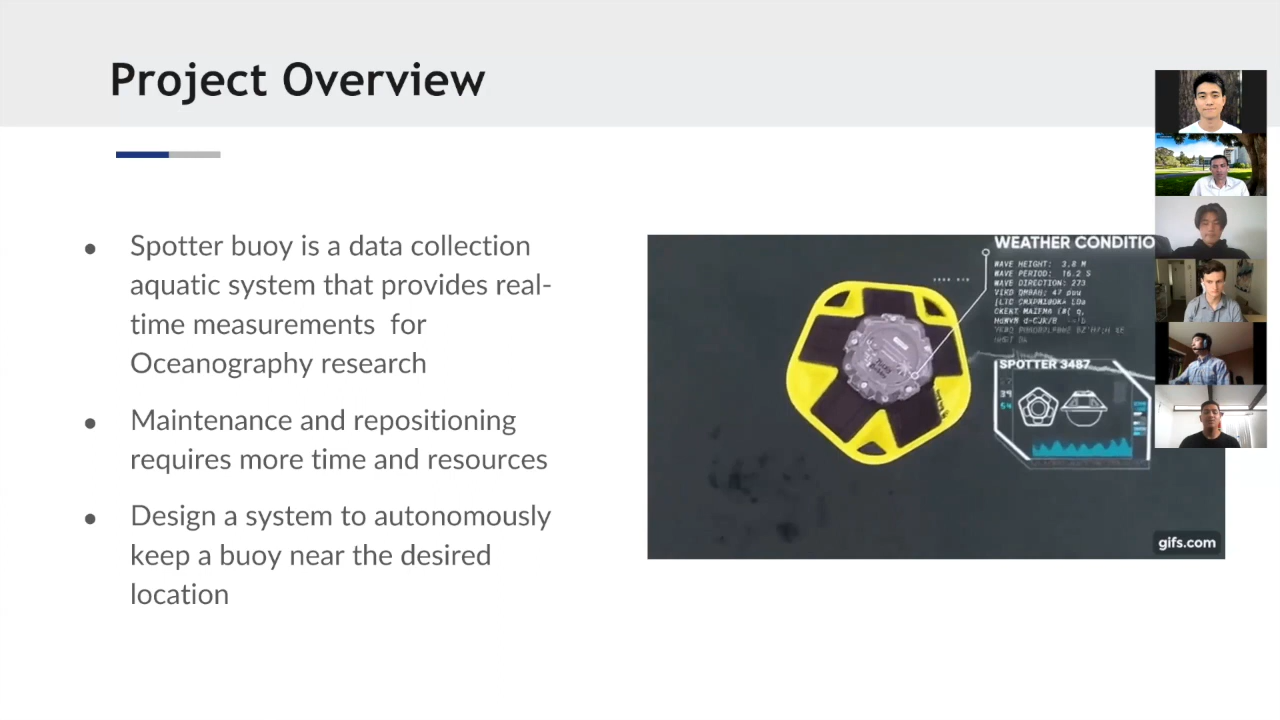 Project Overview
Spotter buoy is a data collection
aquatic system that provides real-
time measurements for
Oceanography research
Maintenance and repositioning
requires more time and resources
Design a system to autonomously
keep a buoy near the desired
location
WEATHER CONDITIO
WAVE HEIGHT: 3.8 M
WAVE PERIOD: 16.2 S
WAVE DIRECTION: 273
SPOTTER 3487
39
gifs.com